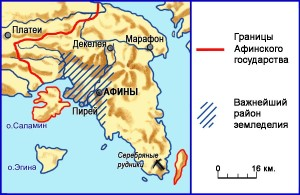 Платеи
Декелея
Марафон
АФИНЫ
Пирей
о.Саламин
о.Эгина
Серебряные
рудники
Границы
Афинского
государства
Важнейший
район
земледелия
0 16 км.